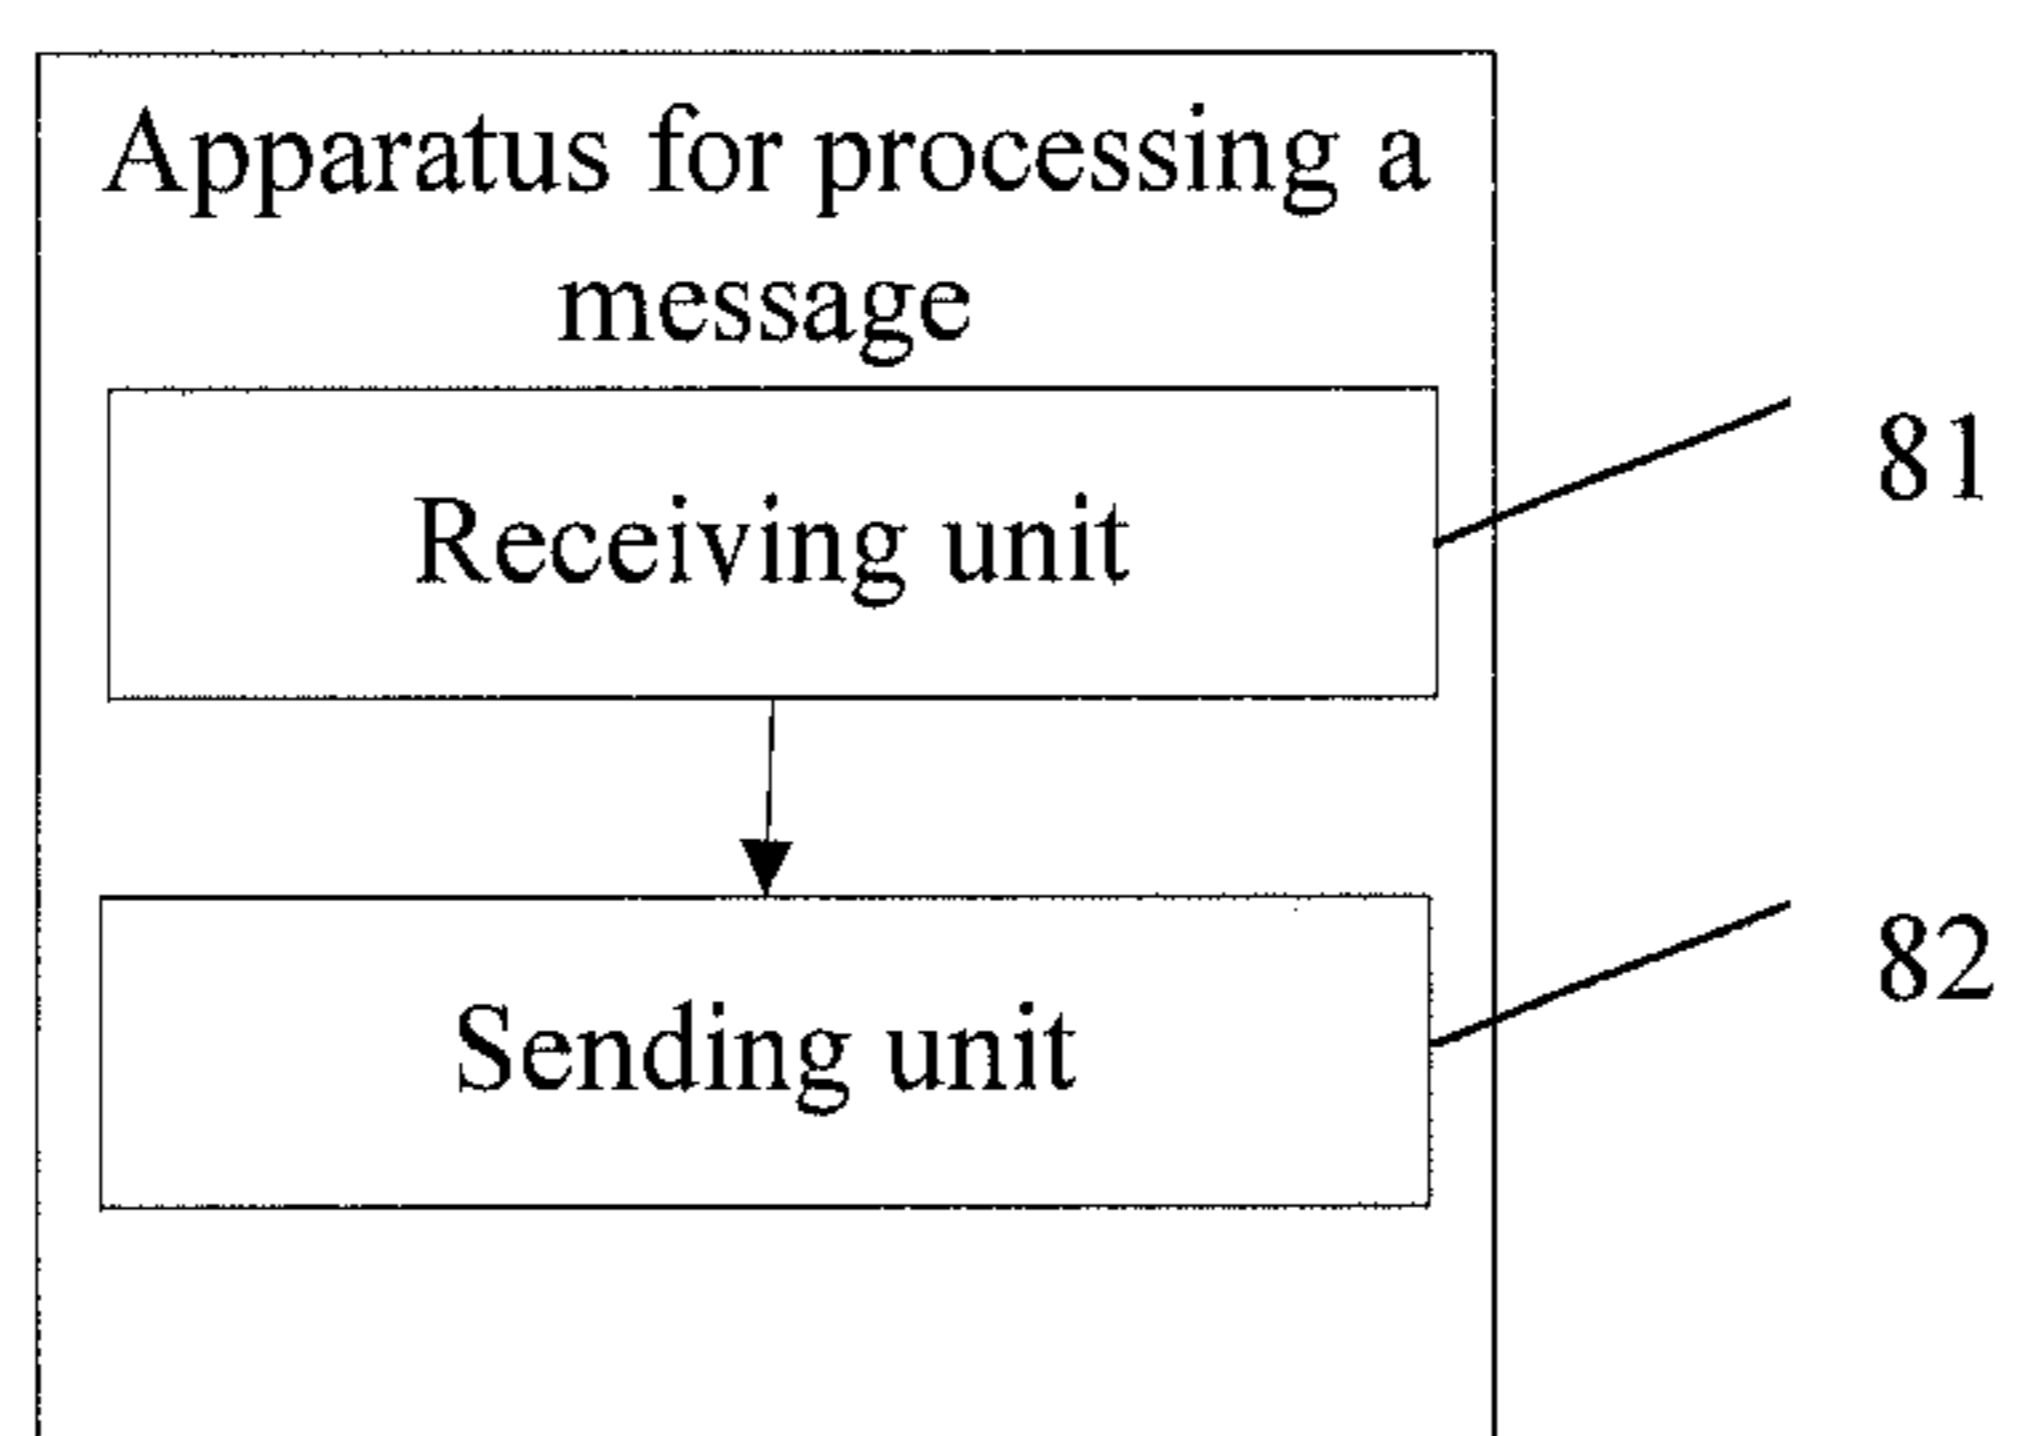 Apparatus for processing a
message
Receiving unit
81
Sending unit
82